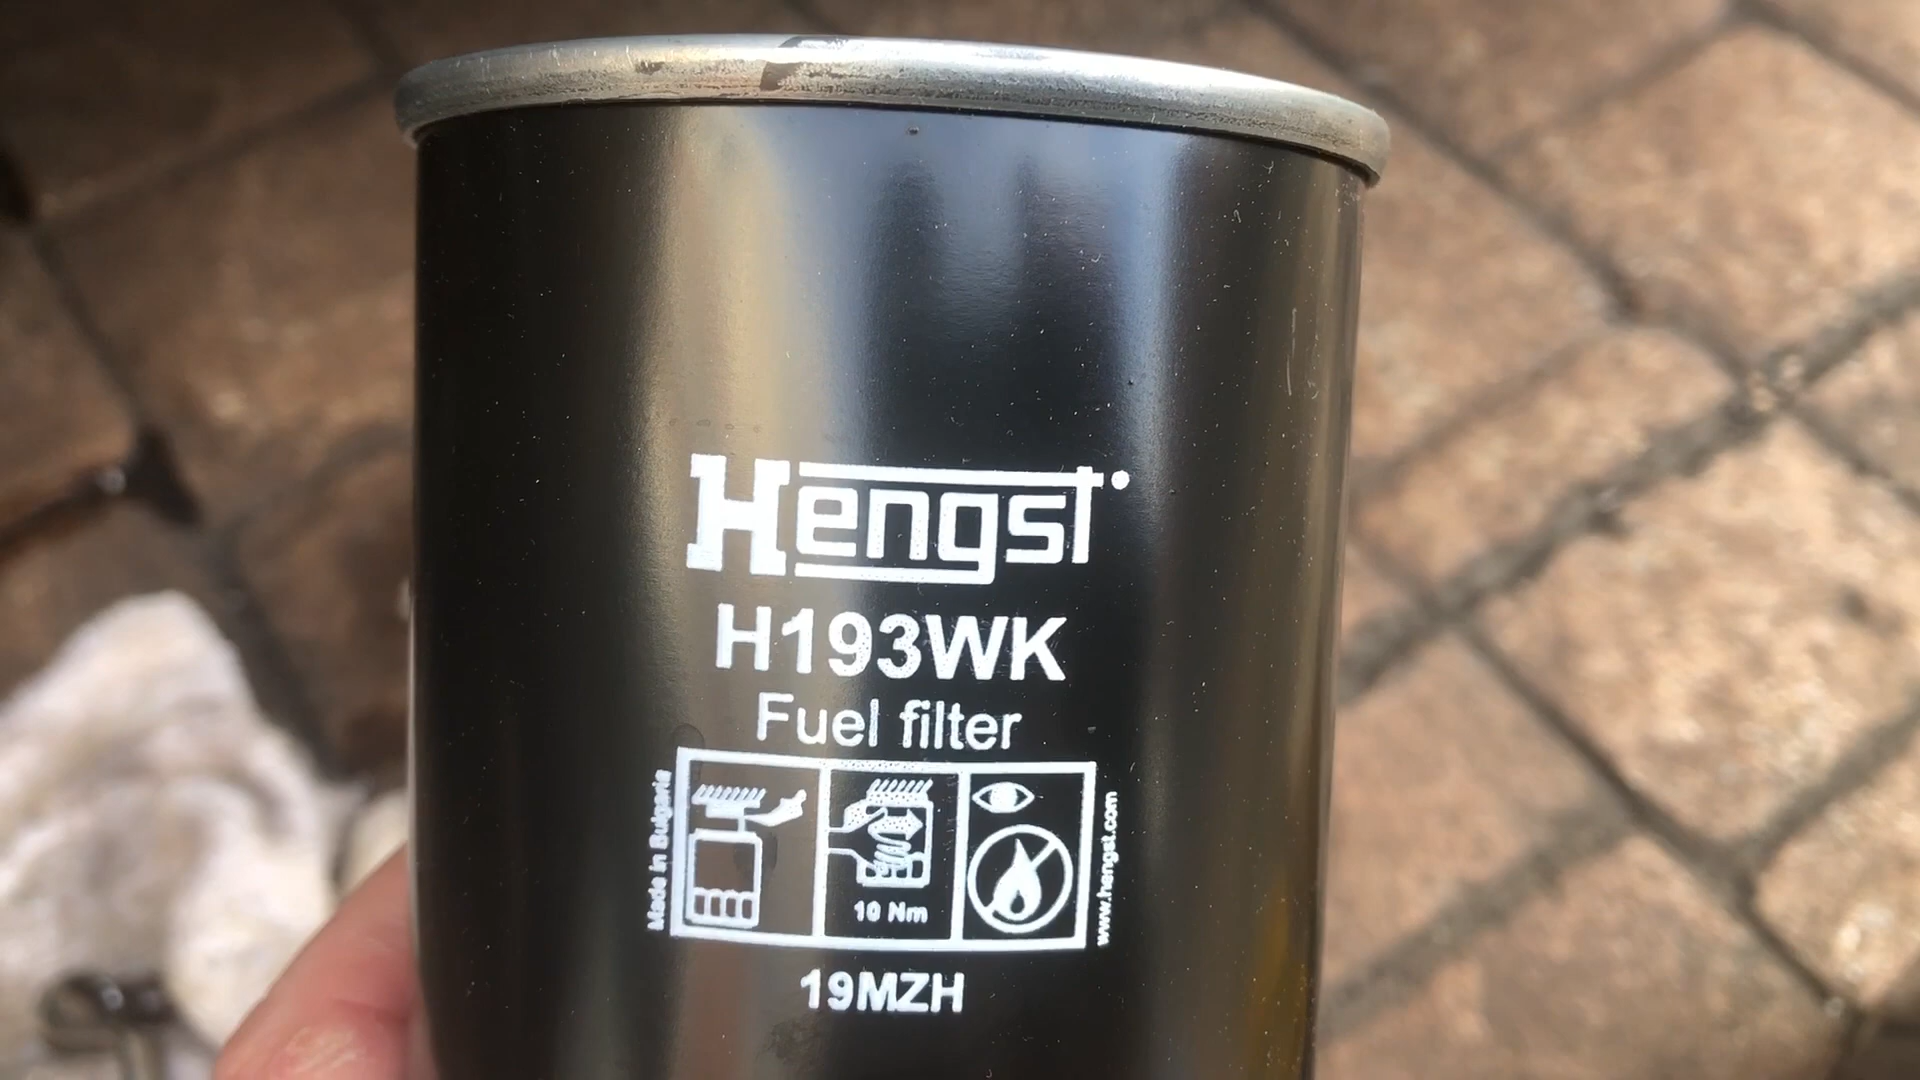 Hengst
H193WK
Fuel filter
Made in Bulgaria
10 Nm
www.hengst.com
19MZH